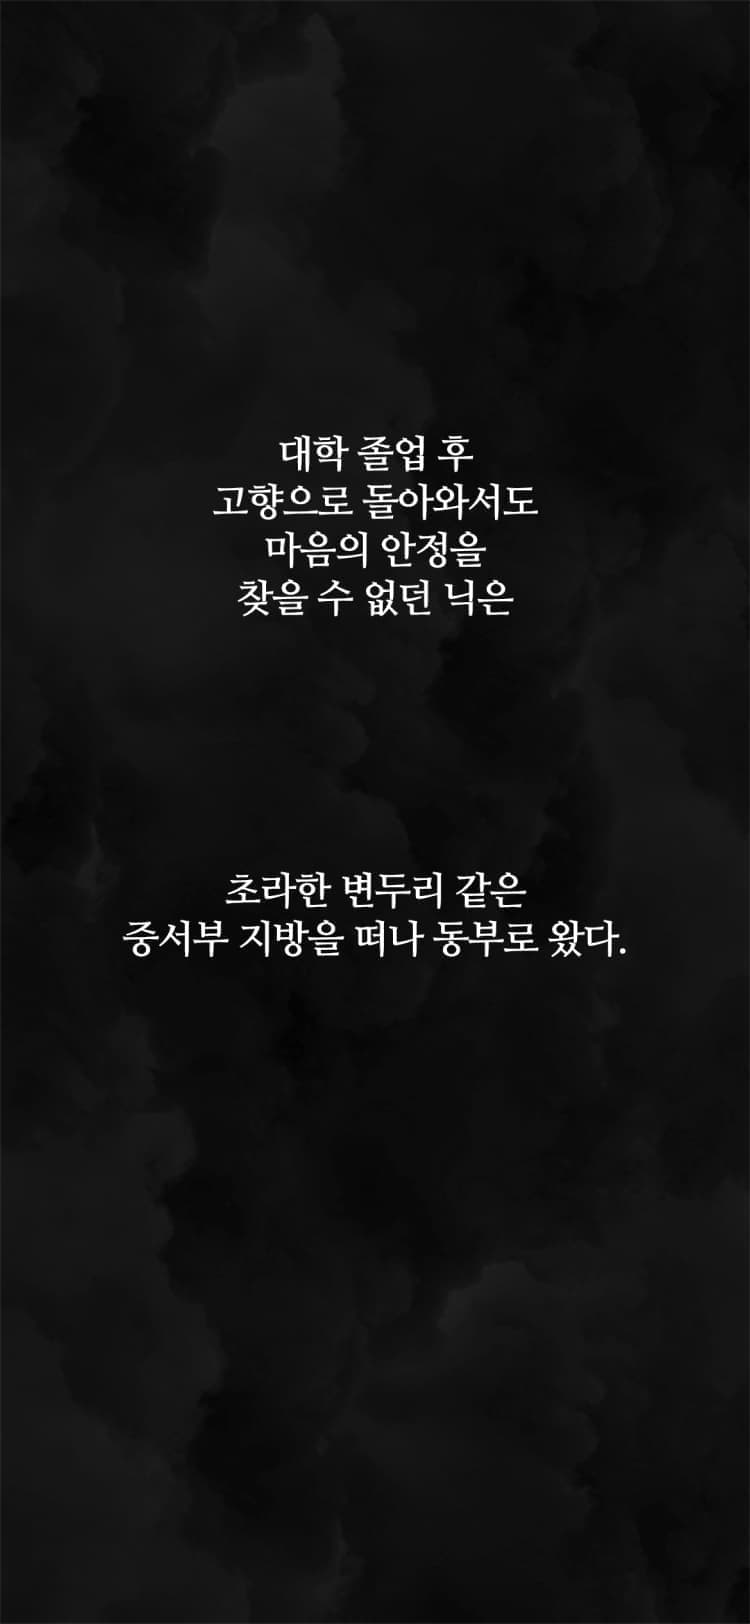 대학 졸업 후
고향으로 돌아와서도
마음의 안정을
찾을 수 없던 닉은
초라한 변두리 같은
중서부 지방을 떠나 동부로 왔다.